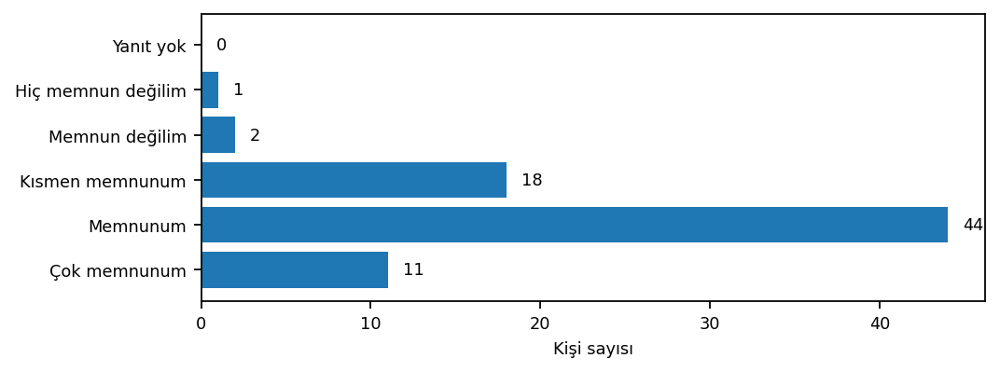 Yanıt yok 0
Hiç memnun değilim 1
Memnun değilim 2
Kısmen memnunum 18
Memnunum 44
Çok memnunum 11
0 10 20 30 40
Kişi sayısı